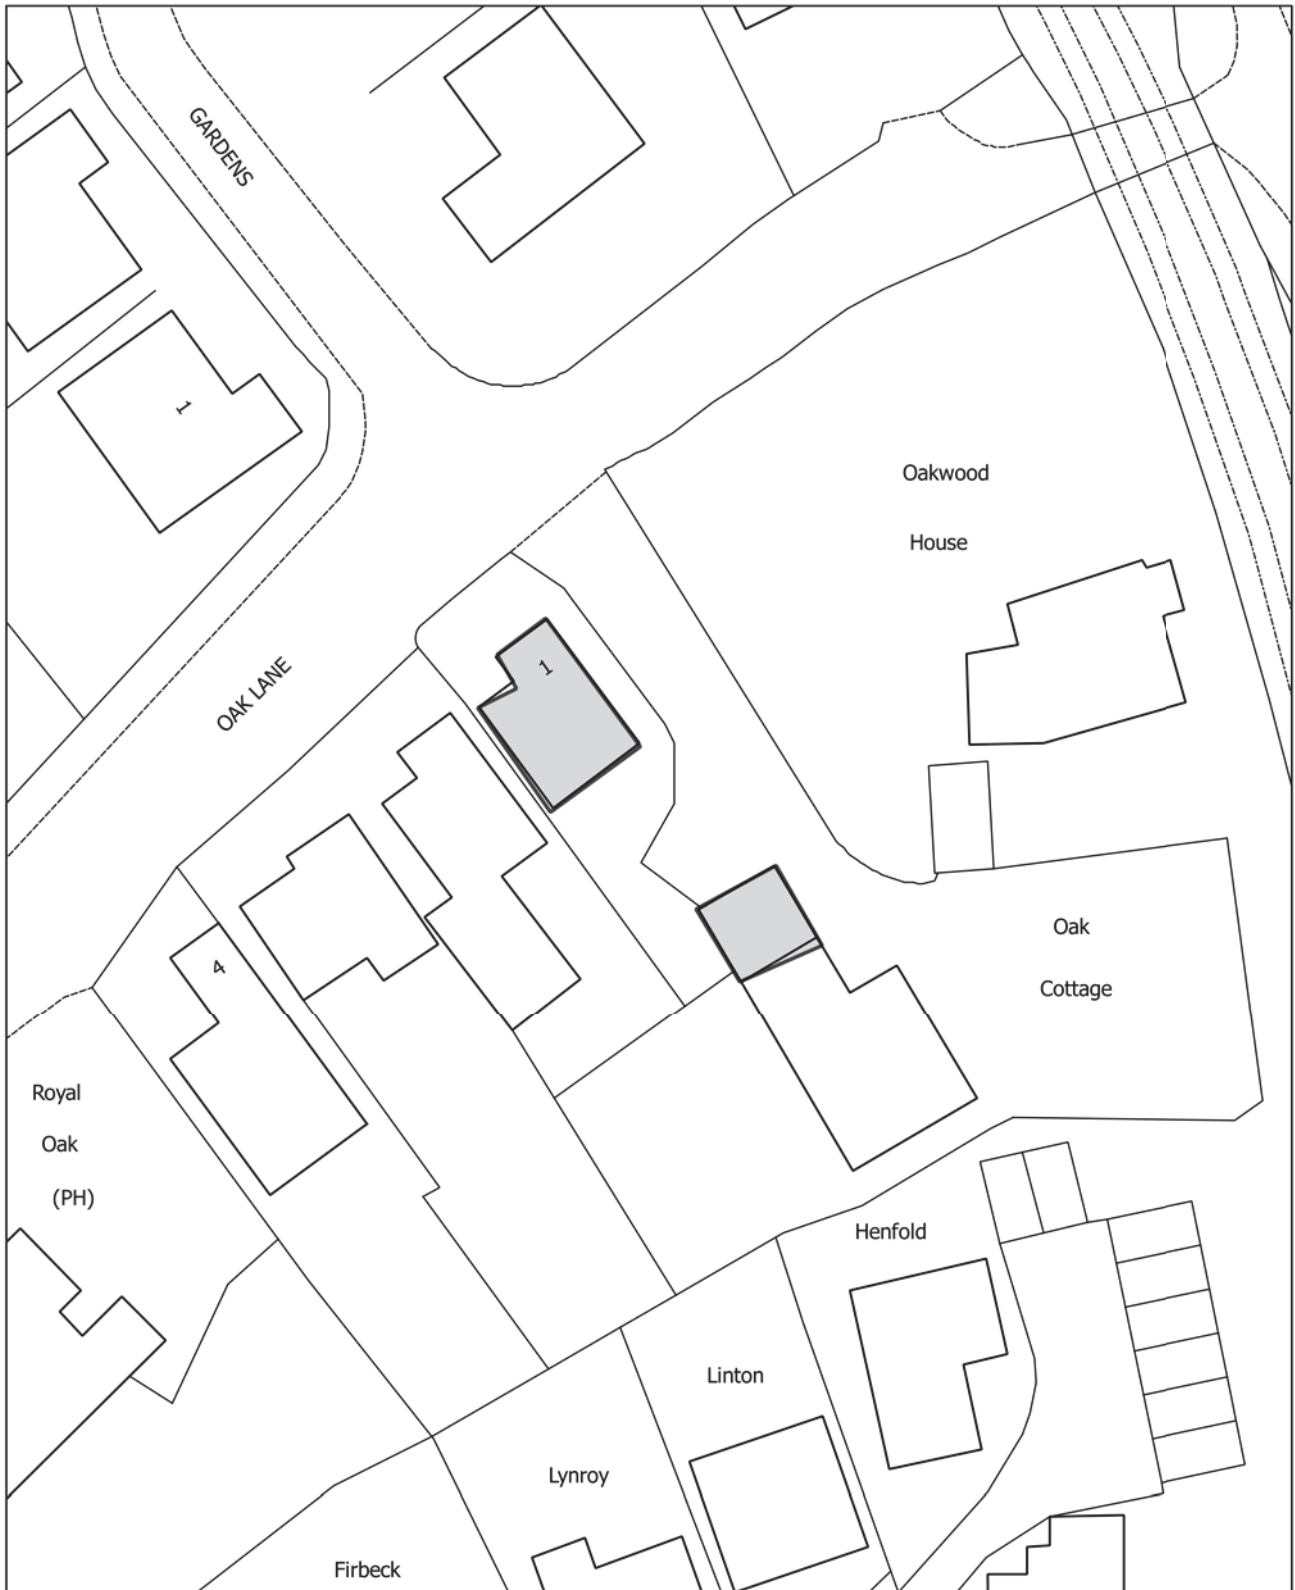 GARDENS
1
Oakwood
House
1
OAK LANE
Oak
Cottage
4
Royal
Oak
(PH)
Henfold
Linton
Lynroy
Firbeck